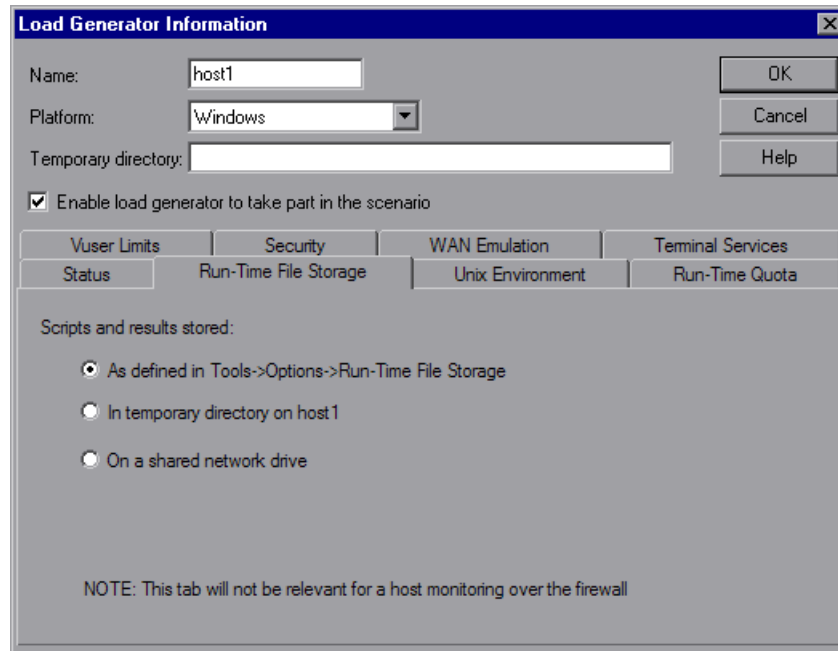 Load Generator Information
Name: host1 OK
Platform: Windows Cancel
Temporary directory: Help
Enable load generator to take part in the scenario
Vuser Limits Security WAN Emulation Terminal Services
Status Run-Time File Storage Unix Environment Run-Time Quota
Scripts and results stored:
As defined in Tools->Options->Run-Time File Storage
In temporary directory on host1
On a shared network drive
NOTE: This tab will not be relevant for a host monitoring over the firewall